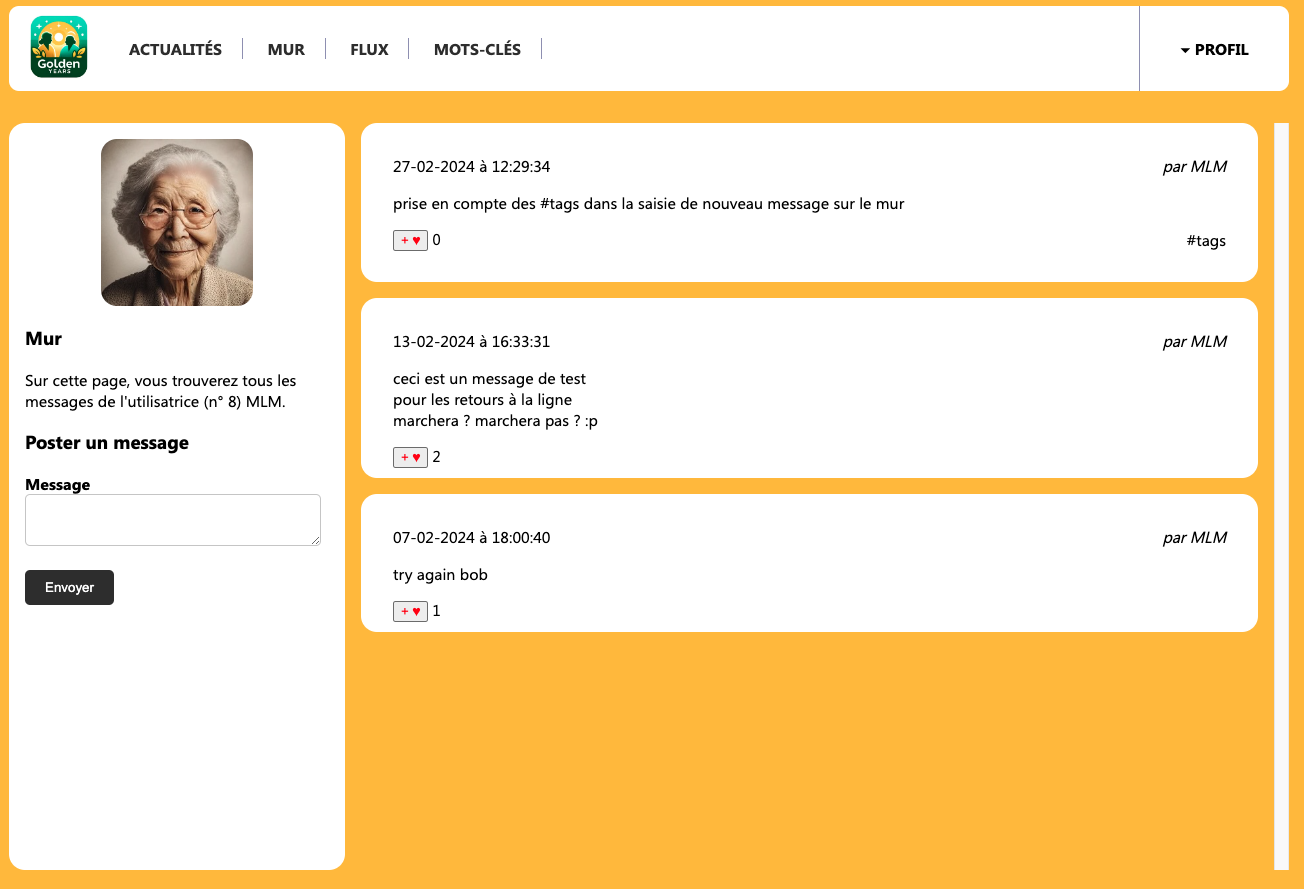 Golden
YEARS
ACTUALITÉS
MUR
FLUX
MOTS-CLÉS
PROFIL
Mur
Sur cette page, vous trouverez tous les
messages de l'utilisatrice (n° 8) MLM.
Poster un message
Message
Envoyer
27-02-2024 à 12:29:34
par MLM
prise en compte des #tags dans la saisie de nouveau message sur le mur
+ ♥ 0
#tags
13-02-2024 à 16:33:31
par MLM
ceci est un message de test
pour les retours à la ligne
marchera ? marchera pas ? :p
+ ♥ 2
07-02-2024 à 18:00:40
par MLM
try again bob
+ ♥ 1